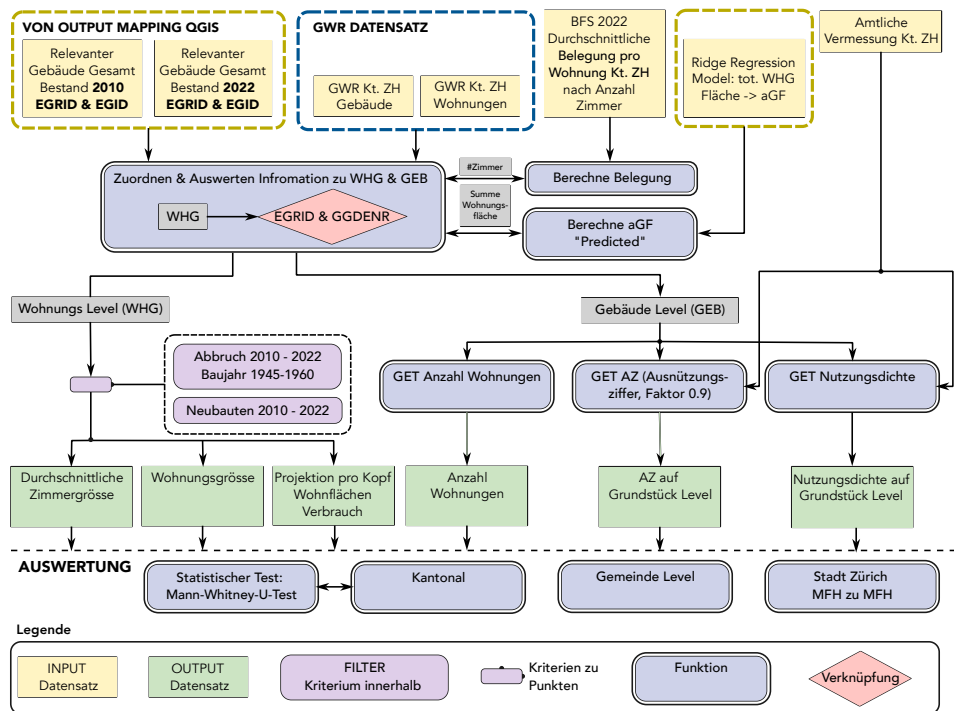 VON OUTPUT MAPPING QGIS
Relevanter
Gebäude Gesamt
Bestand 2010
EGRID & EGID
Relevanter
Gebäude Gesamt
Bestand 2022
EGRID & EGID
GWR DATENSATZ
GWR Kt. ZH
Gebäude
GWR Kt. ZH
Wohnungen
BFS 2022
Durchschnittliche
Belegung pro
Wohnung Kt. ZH
nach Anzahl
Zimmer
Ridge Regression
Model: tot. WHG
Fläche -> aGF
Amtliche
Vermessung Kt. ZH
Zuordnen & Auswerten Infromation zu WHG & GEB
WHG
EGRID & GGDENR
#Zimmer
Summe
Wohnungs-
fläche
Berechne Belegung
Berechne aGF
"Predicted"
Wohnungs Level (WHG)
Gebäude Level (GEB)
Abbruch 2010 - 2022
Baujahr 1945-1960
Neubauten 2010 - 2022
GET Anzahl Wohnungen
GET AZ (Ausnützungs-
ziffer, Faktor 0.9)
GET Nutzungsdichte
Durchschnittliche
Zimmergrösse
Wohnungsgrösse
Projektion pro Kopf
Wohnflächen
Verbrauch
Anzahl
Wohnungen
AZ auf
Grundstück Level
Nutzungsdichte auf
Grundstück Level
AUSWERTUNG
Statistischer Test:
Mann-Whitney-U-Test
Kantonal
Gemeinde Level
Stadt Zürich
MFH zu MFH
Legende
INPUT
Datensatz
OUTPUT
Datensatz
FILTER
Kriterium innerhalb
Kriterien zu
Punkten
Funktion
Verknüpfung